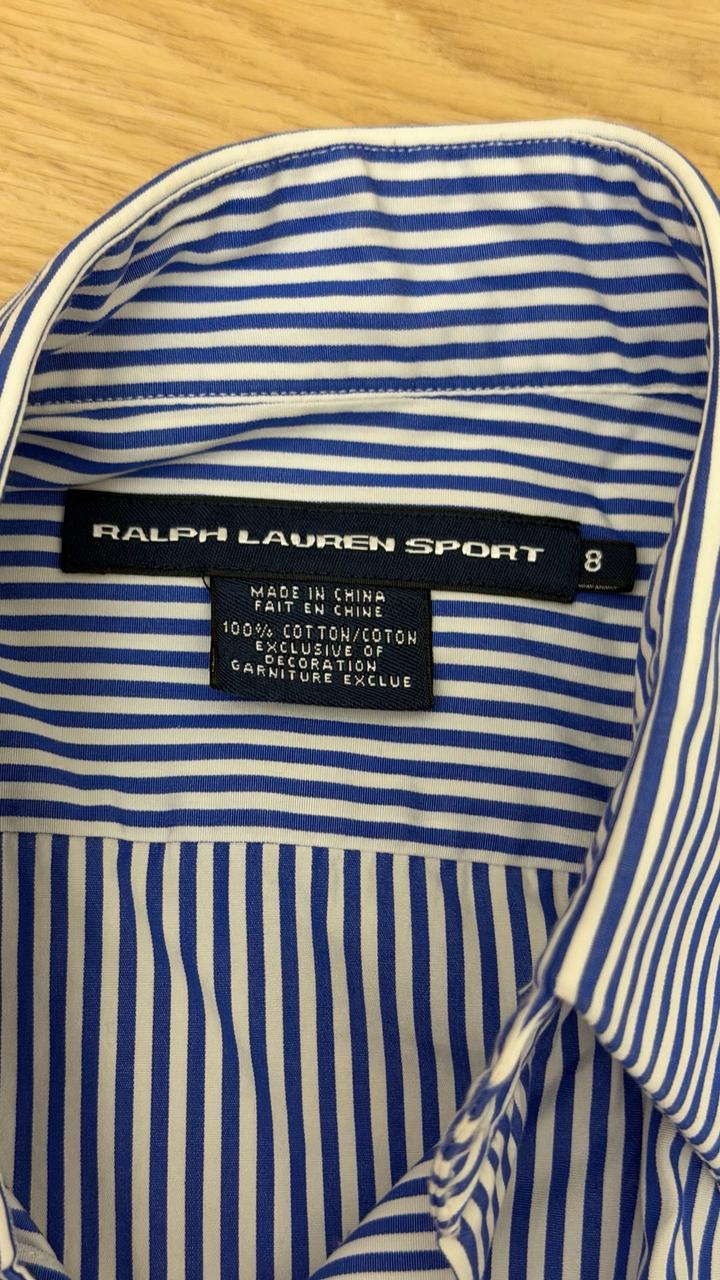 RALPH LAUREN SPORT
8
MADE IN CHINA
FAIT EN CHINE
100% COTTON/COTON
EXCLUSIVE OF
DECORATION
GARNITURE EXCLUE